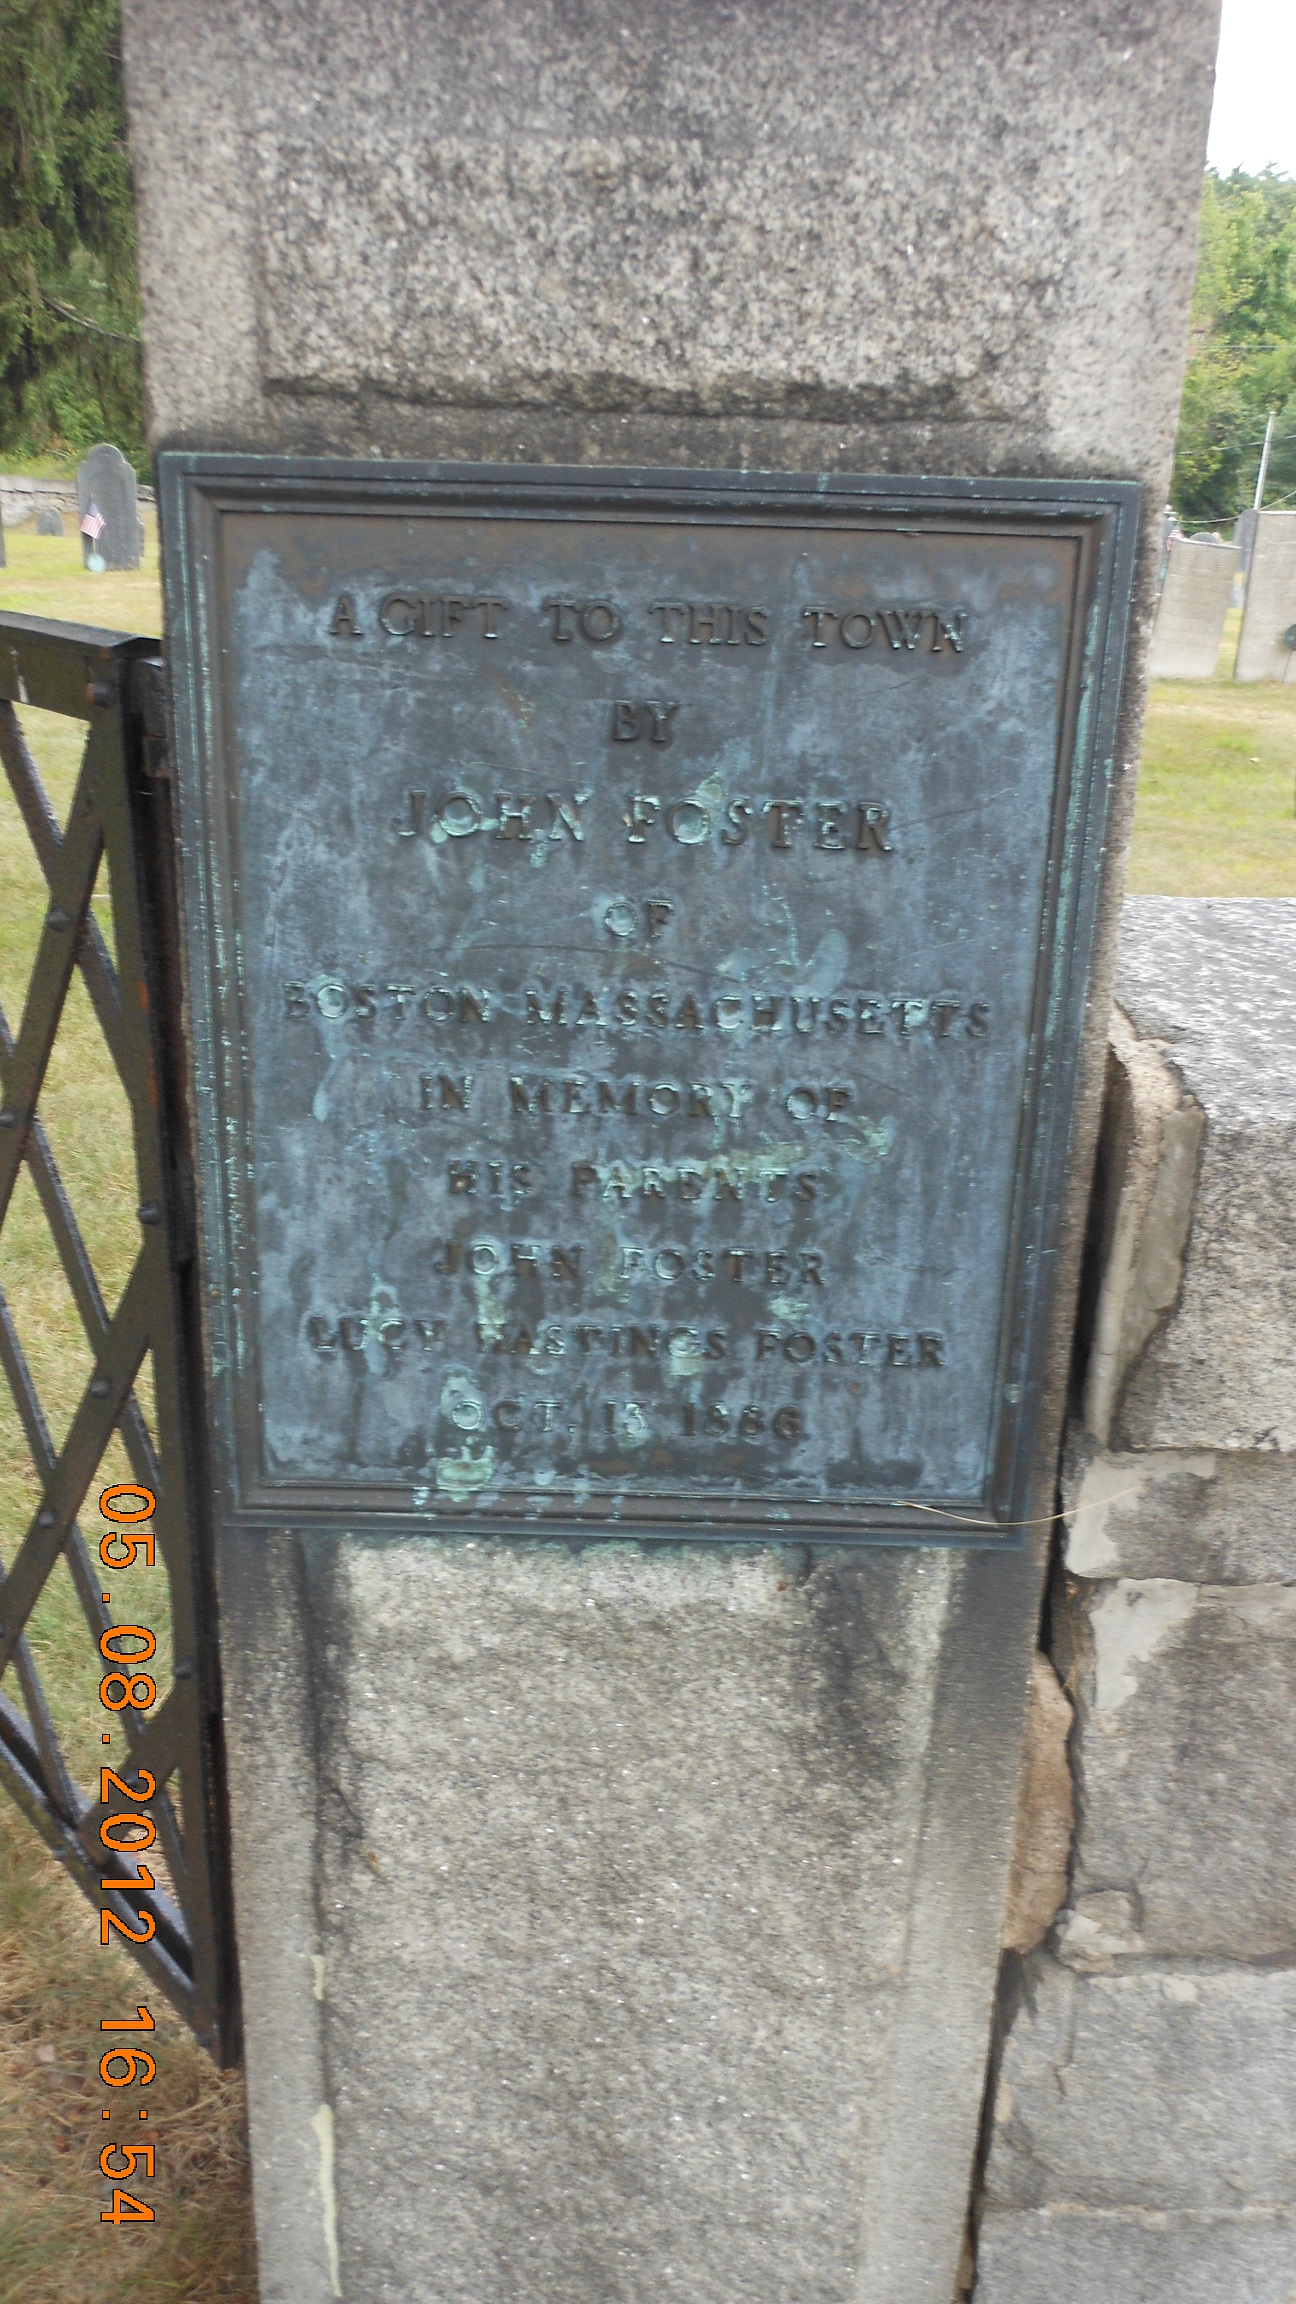 A GIFT TO THIS TOWN
BY
JOHN FOSTER
OF
BOSTON MASSACHUSETTS
IN MEMORY OF
HIS PARENTS
JOHN FOSTER
LUCY HASTINGS FOSTER
OCT. 13 1886
05.08.2012 16:54